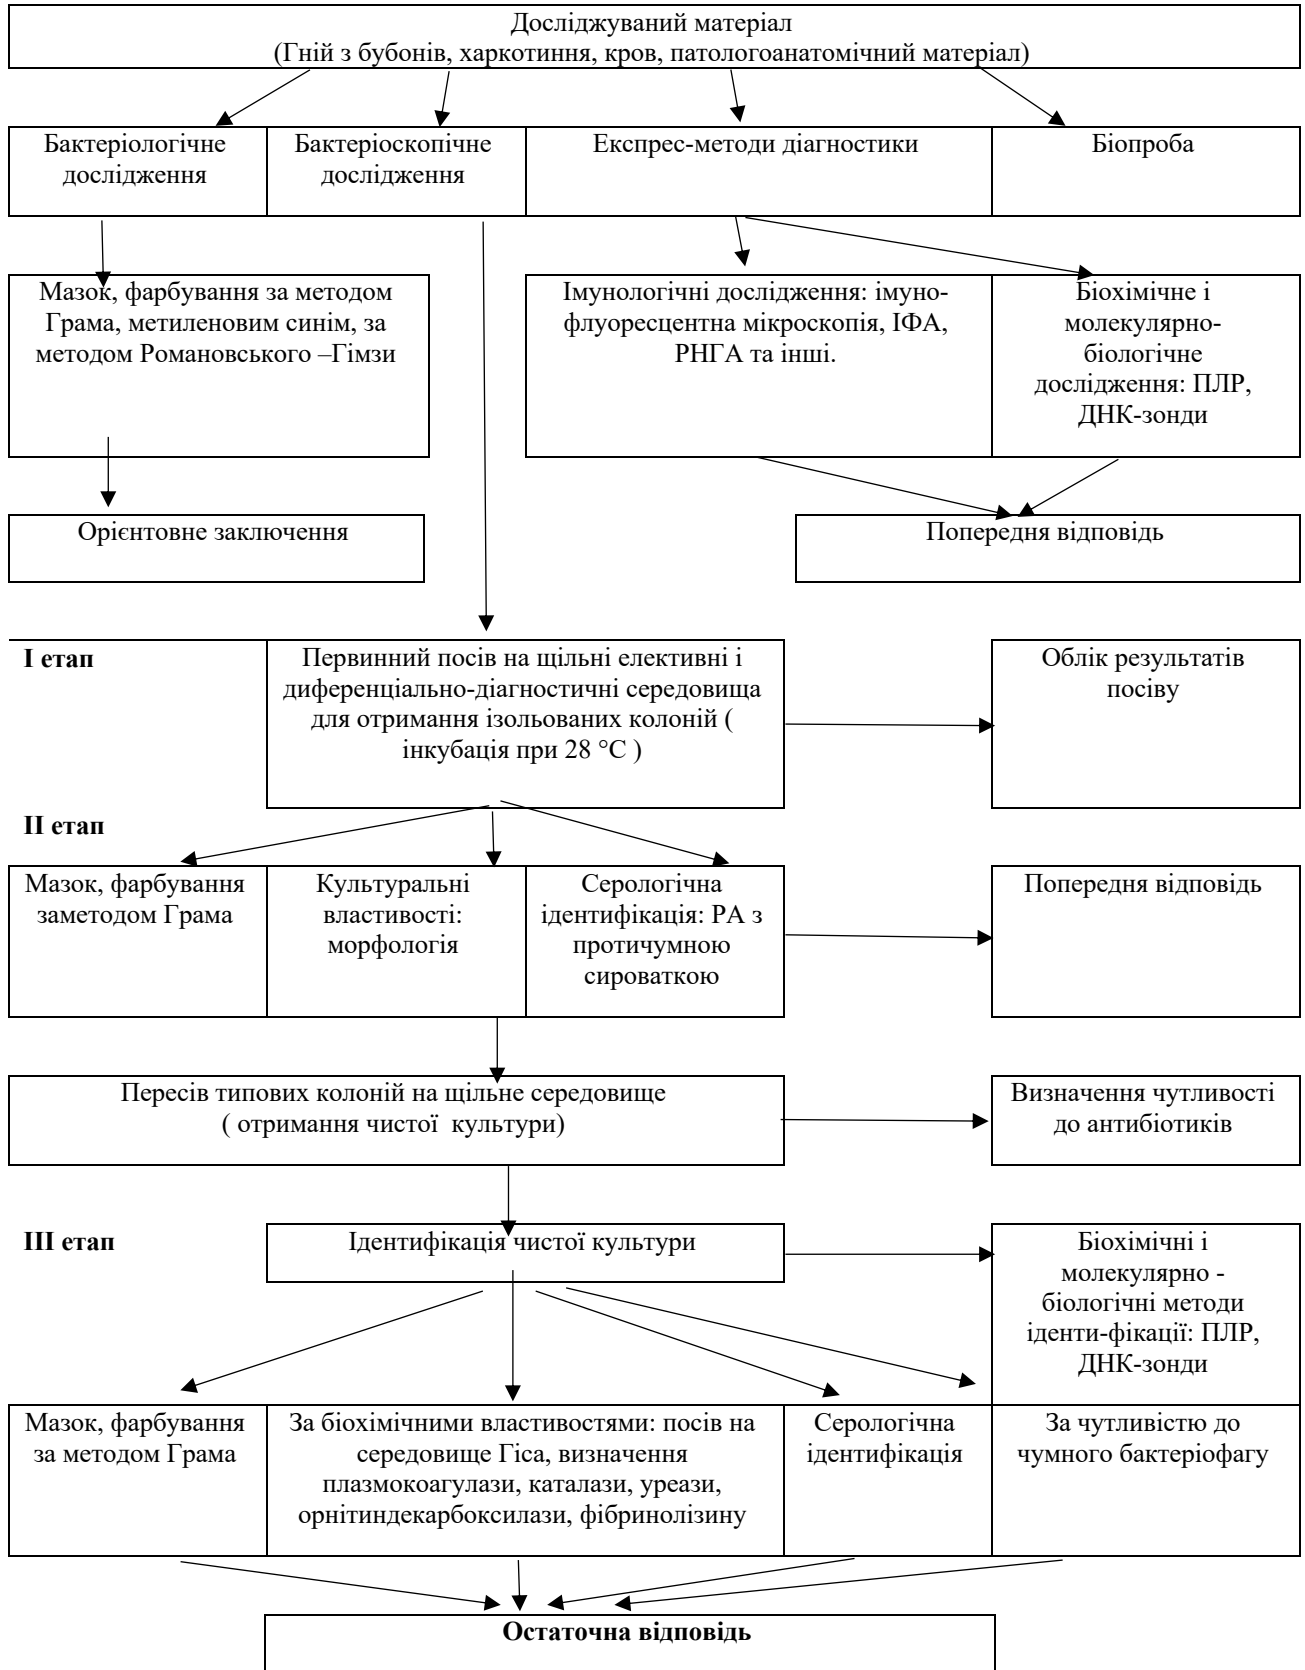 Досліджуваний матеріал
(Гній з бубонів, харкотиння, кров, патологоанатомічний матеріал)
Бактеріологічне
дослідження
Бактеріоскопічне
дослідження
Експрес-методи діагностики
Біопроба
Мазок, фарбування за методом
Грама, метиленовим синім, за
методом Романовського –Гімзи
Імунологічні дослідження: імуно-
флуоресцентна мікроскопія, ІФА,
РНГА та інші.
Біохімічне і
молекулярно-
біологічне
дослідження: ПЛР,
ДНК-зонди
Орієнтовне заключення
Попередня відповідь
І етап
Первинний посів на щільні елективні і
диференціально-діагностичні середовища
для отримання ізольованих колоній (
інкубація при 28 °С )
Облік результатів
посіву
ІІ етап
Мазок, фарбування
заметодом Грама
Культуральні
властивості:
морфологія
Серологічна
ідентифікація: РА з
протичумною
сироваткою
Попередня відповідь
Пересів типових колоній на щільне середовище
( отримання чистої  культури)
Визначення чутливості
до антибіотиків
ІІІ етап
Ідентифікація чистої культури
Біохімічні і
молекулярно -
біологічні методи
іденти-фікації: ПЛР,
ДНК-зонди
Мазок, фарбування
за методом Грама
За біохімічними властивостями: посів на
середовище Гіса, визначення
плазмокоагулази, каталази, уреази,
орнітиндекарбоксилази, фібринолізину
Серологічна
ідентифікація
За чутливістю до
чумного бактеріофагу
Остаточна відповідь